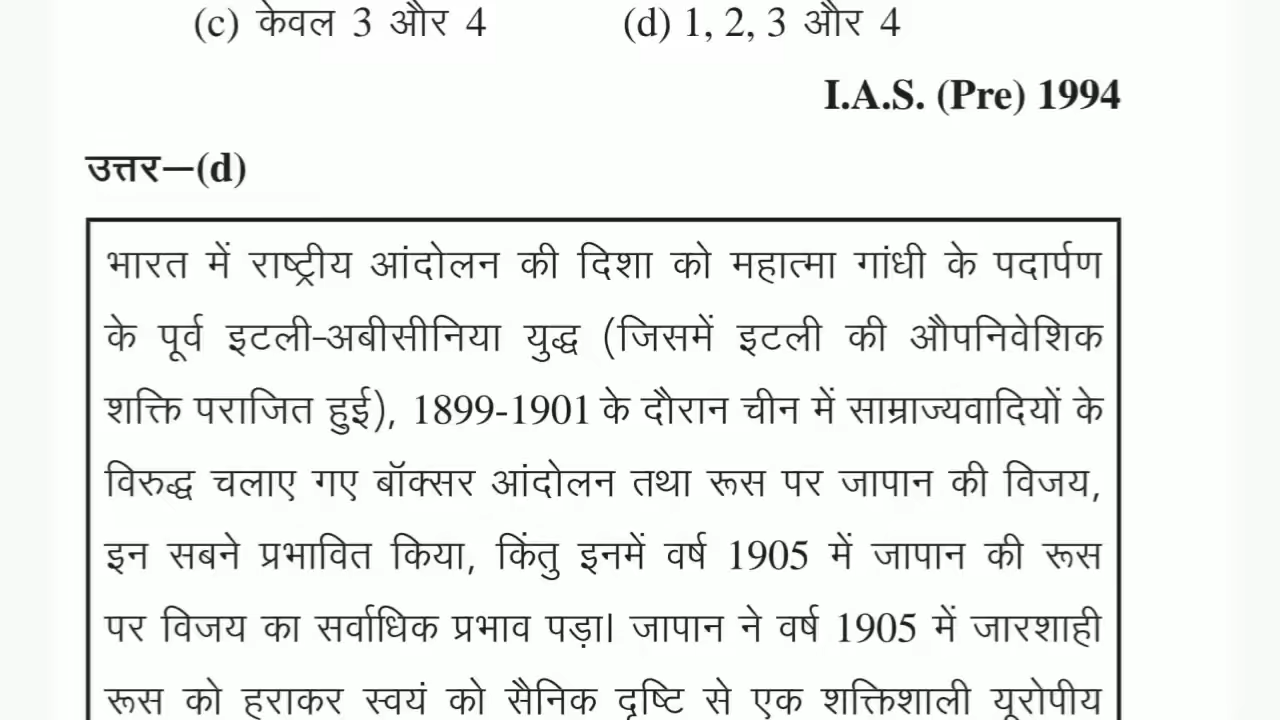 (c) केवल 3 और 4 (d) 1, 2, 3 और 4
I.A.S. (Pre) 1994
उत्तर—(d)
भारत में राष्ट्रीय आंदोलन की दिशा को महात्मा गांधी के पदार्पण
के पूर्व इटली-अबीसीनिया युद्ध (जिसमें इटली की औपनिवेशिक
शक्ति पराजित हुई), 1899-1901 के दौरान चीन में साम्राज्यवादियों के
विरुद्ध चलाए गए बॉक्सर आंदोलन तथा रूस पर जापान की विजय,
इन सबने प्रभावित किया, किंतु इनमें वर्ष 1905 में जापान की रूस
पर विजय का सर्वाधिक प्रभाव पड़ा। जापान ने वर्ष 1905 में जारशाही
रूस को हराकर स्वयं को सैनिक दृष्टि से एक शक्तिशाली यूरोपीय